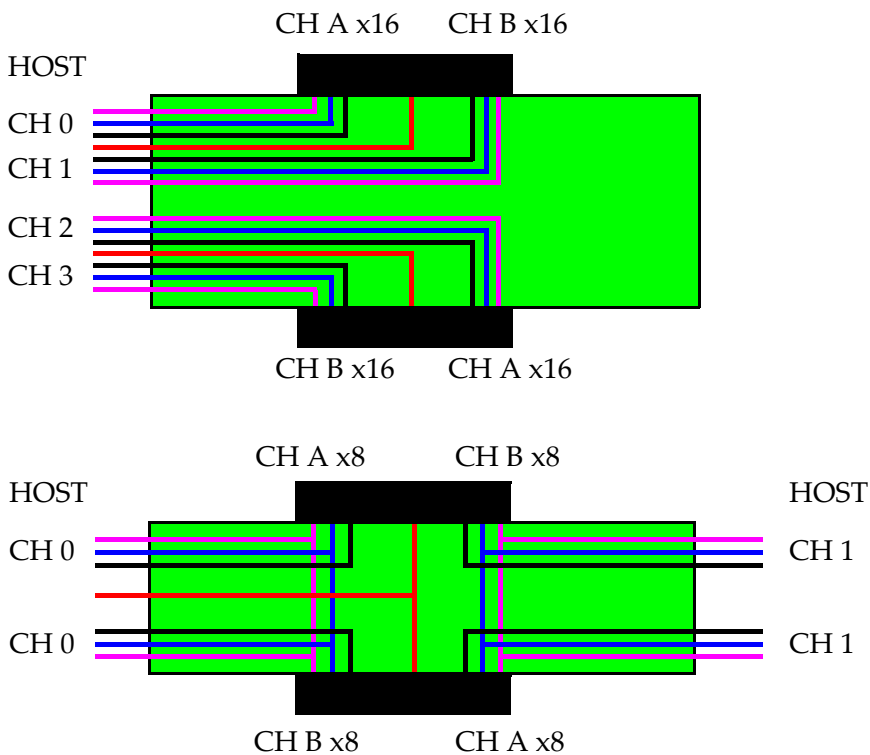 CH A x16 CH B x16
HOST
CH 0
CH 1
CH 2
CH 3
CH B x16 CH A x16
CH A x8 CH B x8
HOST HOST
CH 0 CH 1
CH 0 CH 1
CH B x8 CH A x8